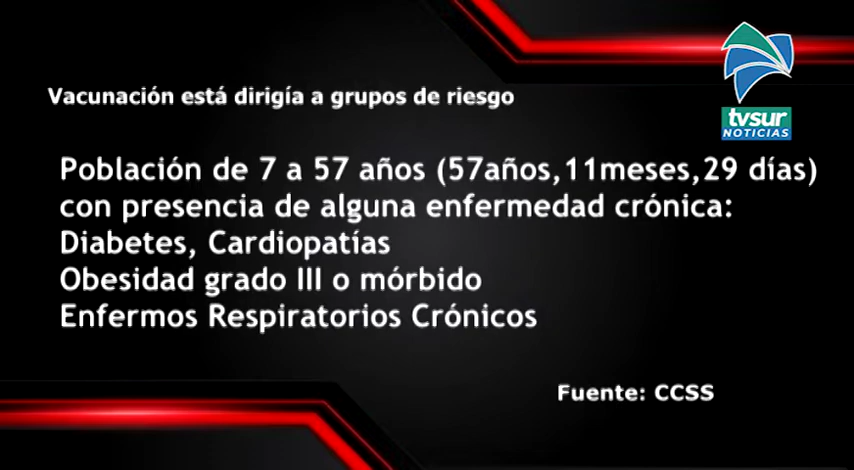 Vacunación está dirigía a grupos de riesgo
tvsur
NOTICIAS
Población de 7 a 57 años (57años,11meses,29 días)
con presencia de alguna enfermedad crónica:
Diabetes, Cardiopatías
Obesidad grado III o mórbido
Enfermos Respiratorios Crónicos
Fuente: CCSS